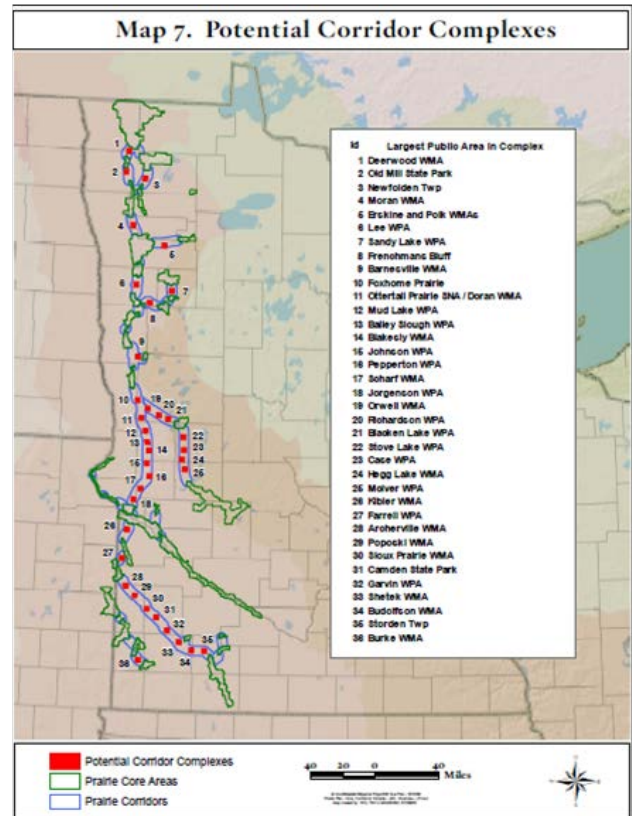 Map 7. Potential Corridor Complexes
Id Largest Public Area in Complex
1 Deerwood WMA
2 Old Mill State Park
3 Newfolden Twp
4 Moran WMA
5 Erskine and Polk WMAs
6 Lee WPA
7 Sandy Lake WPA
8 Frenchmans Bluff
9 Barnesville WMA
10 Foxhome Prairie
11 Ottertail Prairie SNA / Doran WMA
12 Mud Lake WPA
13 Bailey Slough WPA
14 Blakesly WMA
15 Johnson WPA
16 Pepperton WPA
17 Scharf WMA
18 Jorgenson WMA
19 Orwell WMA
20 Richardson WPA
21 Blacken Lake WPA
22 Stove Lake WPA
23 Case WPA
24 Hegg Lake WMA
25 McIver WPA
26 Kibler WMA
27 Farrell WPA
28 Archerville WMA
29 Poposki WMA
30 Sioux Prairie WMA
31 Camden State Park
32 Garvin WPA
33 Shetek WMA
34 Budolfson WMA
35 Storden Twp
36 Burke WMA
1
2
3
4
5
6
7
8
9
10
19
20
21
11
12
22
13
23
14
24
15
25
16
17
18
26
27
28
29
30
31
32
33
35
34
36
Potential Corridor Complexes
Prairie Core Areas
Prairie Corridors
40 20 0 40 Miles